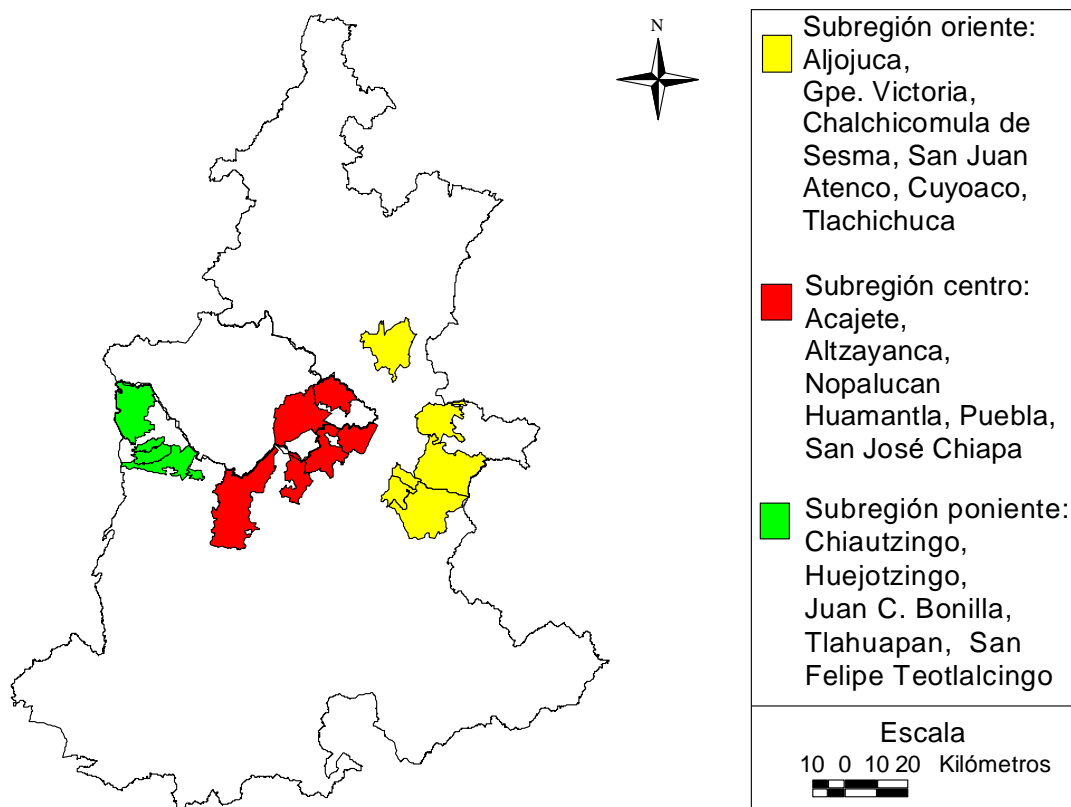 N
Subregión oriente:
Aljojuca,
Gpe. Victoria,
Chalchicomula de
Sesma, San Juan
Atenco, Cuyoaco,
Tlachichuca
Subregión centro:
Acajete,
Altzayanca,
Nopalucan
Huamantla, Puebla,
San José Chiapa
Subregión poniente:
Chiautzingo,
Huejotzingo,
Juan C. Bonilla,
Tlahuapan, San
Felipe Teotlalcingo
Escala
10 0 10 20 Kilómetros